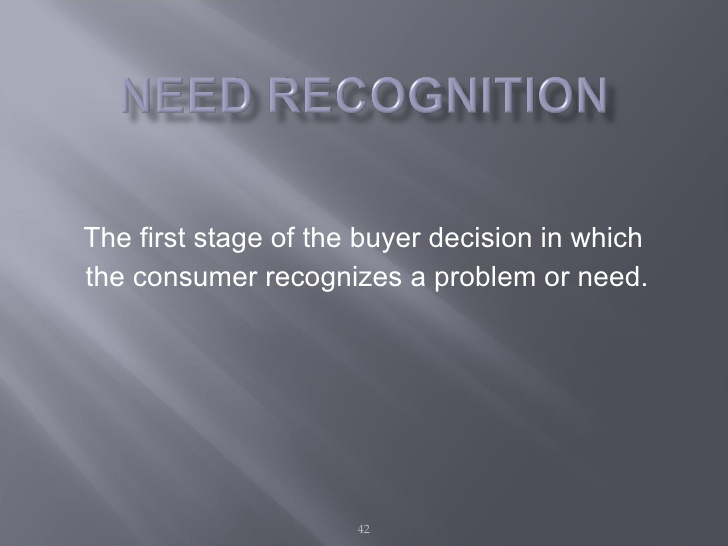 NEED RECOGNITION
The first stage of the buyer decision in which
the consumer recognizes a problem or need.
42